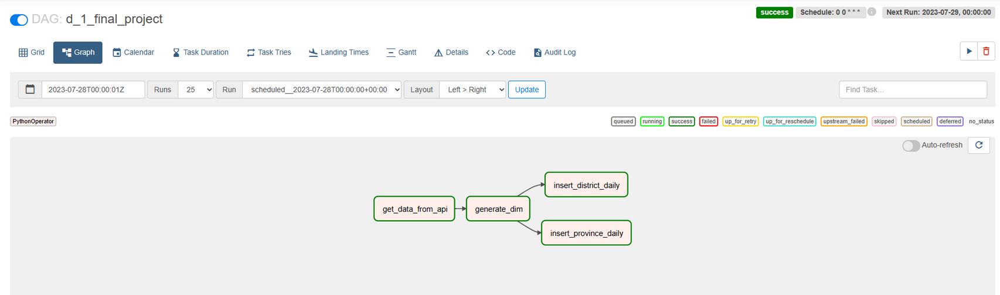 DAG: d_1_final_project
success
Schedule: 0 0 * * *
Next Run: 2023-07-29, 00:00:00
Grid
Graph
Calendar
Task Duration
Task Tries
Landing Times
Gantt
Details
Code
Audit Log
2023-07-28T00:00:01Z
Runs
25
Run
scheduled__2023-07-28T00:00:00+00:00
Layout
Left > Right
Update
Find Task...
PythonOperator
queued
running
success
failed
up_for_retry
up_for_reschedule
upstream_failed
skipped
scheduled
deferred
no_status
Auto-refresh
insert_district_daily
get_data_from_api
generate_dim
insert_province_daily